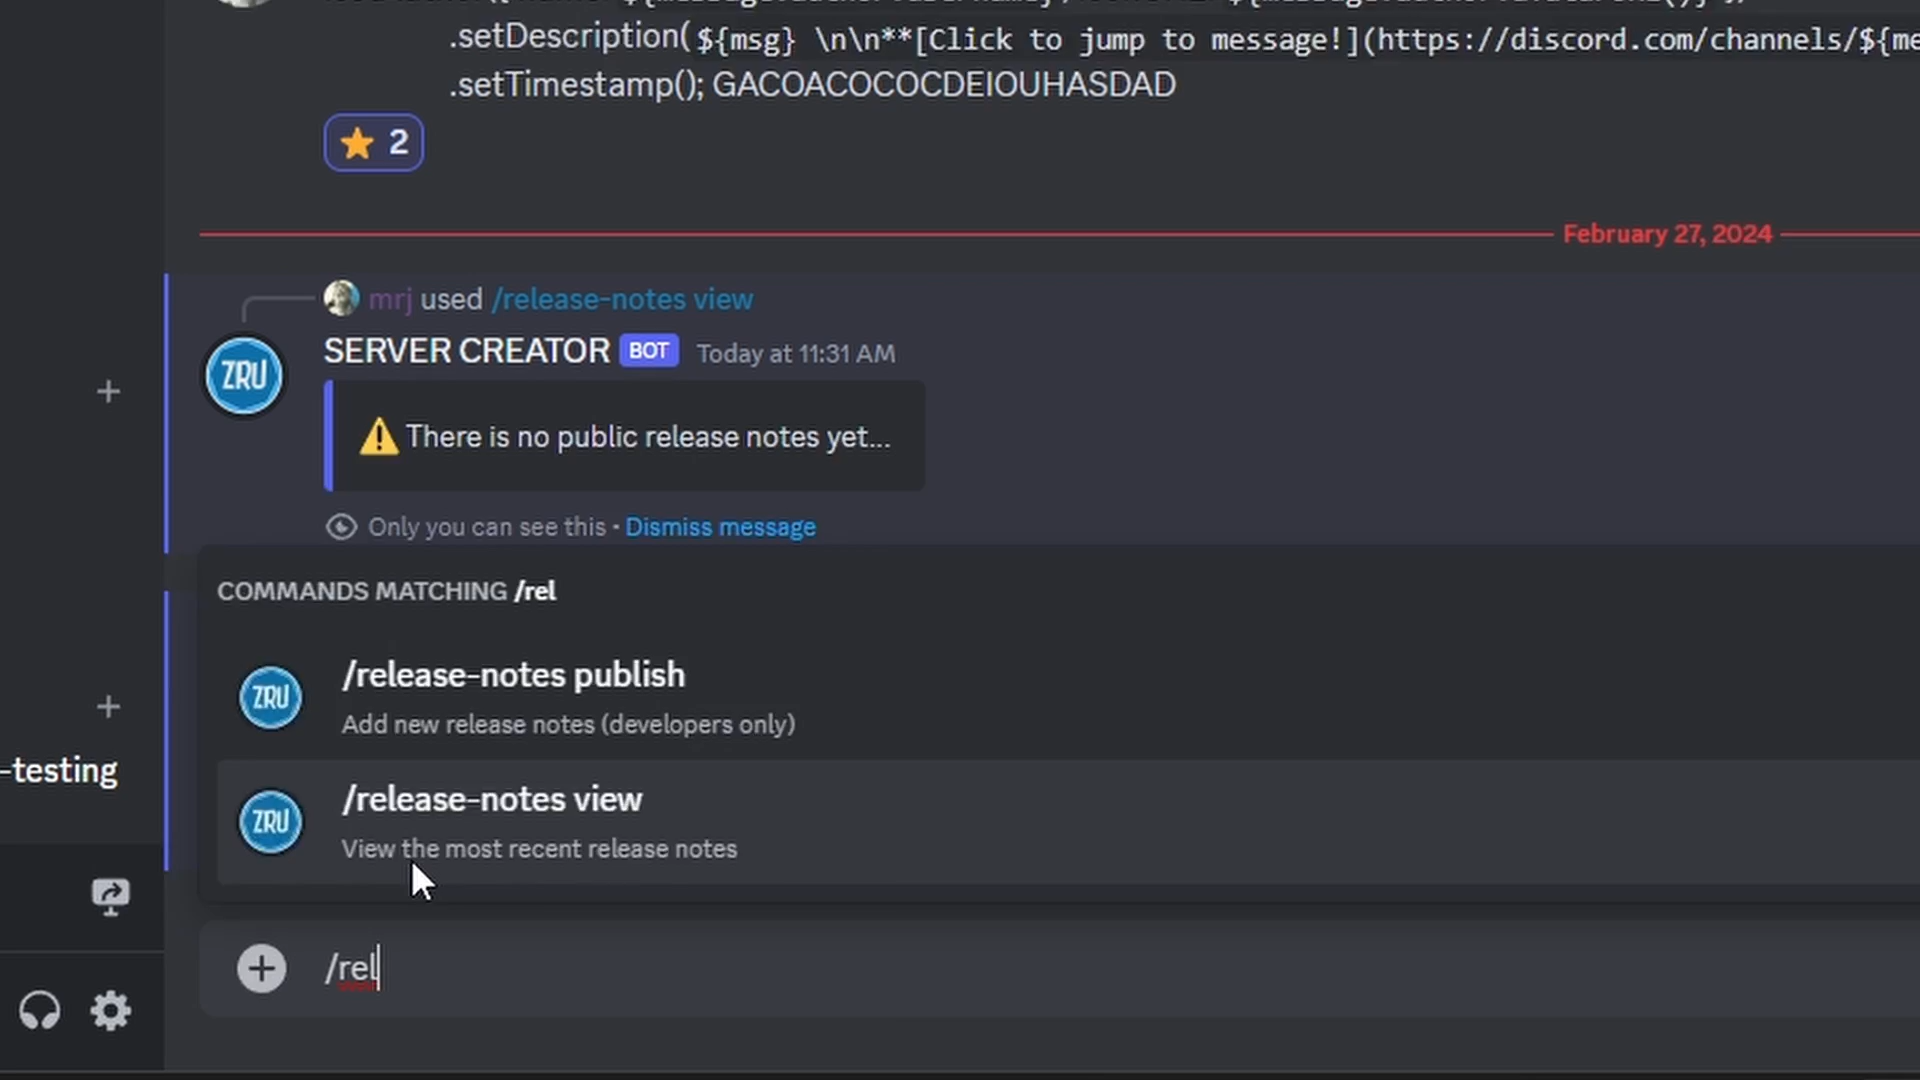 .setDescription( ${msg} \n\n**[Click to jump to message!](https://discord.com/channels/${me
.setTimestamp(); GACOACOCOCDEIOUHASDAD
2
February 27, 2024
mrj used /release-notes view
ZRU
SERVER CREATOR BOT Today at 11:31 AM
There is no public release notes yet...
Only you can see this • Dismiss message
COMMANDS MATCHING /rel
ZRU
/release-notes publish
Add new release notes (developers only)
-testing
ZRU
/release-notes view
View the most recent release notes
/rel